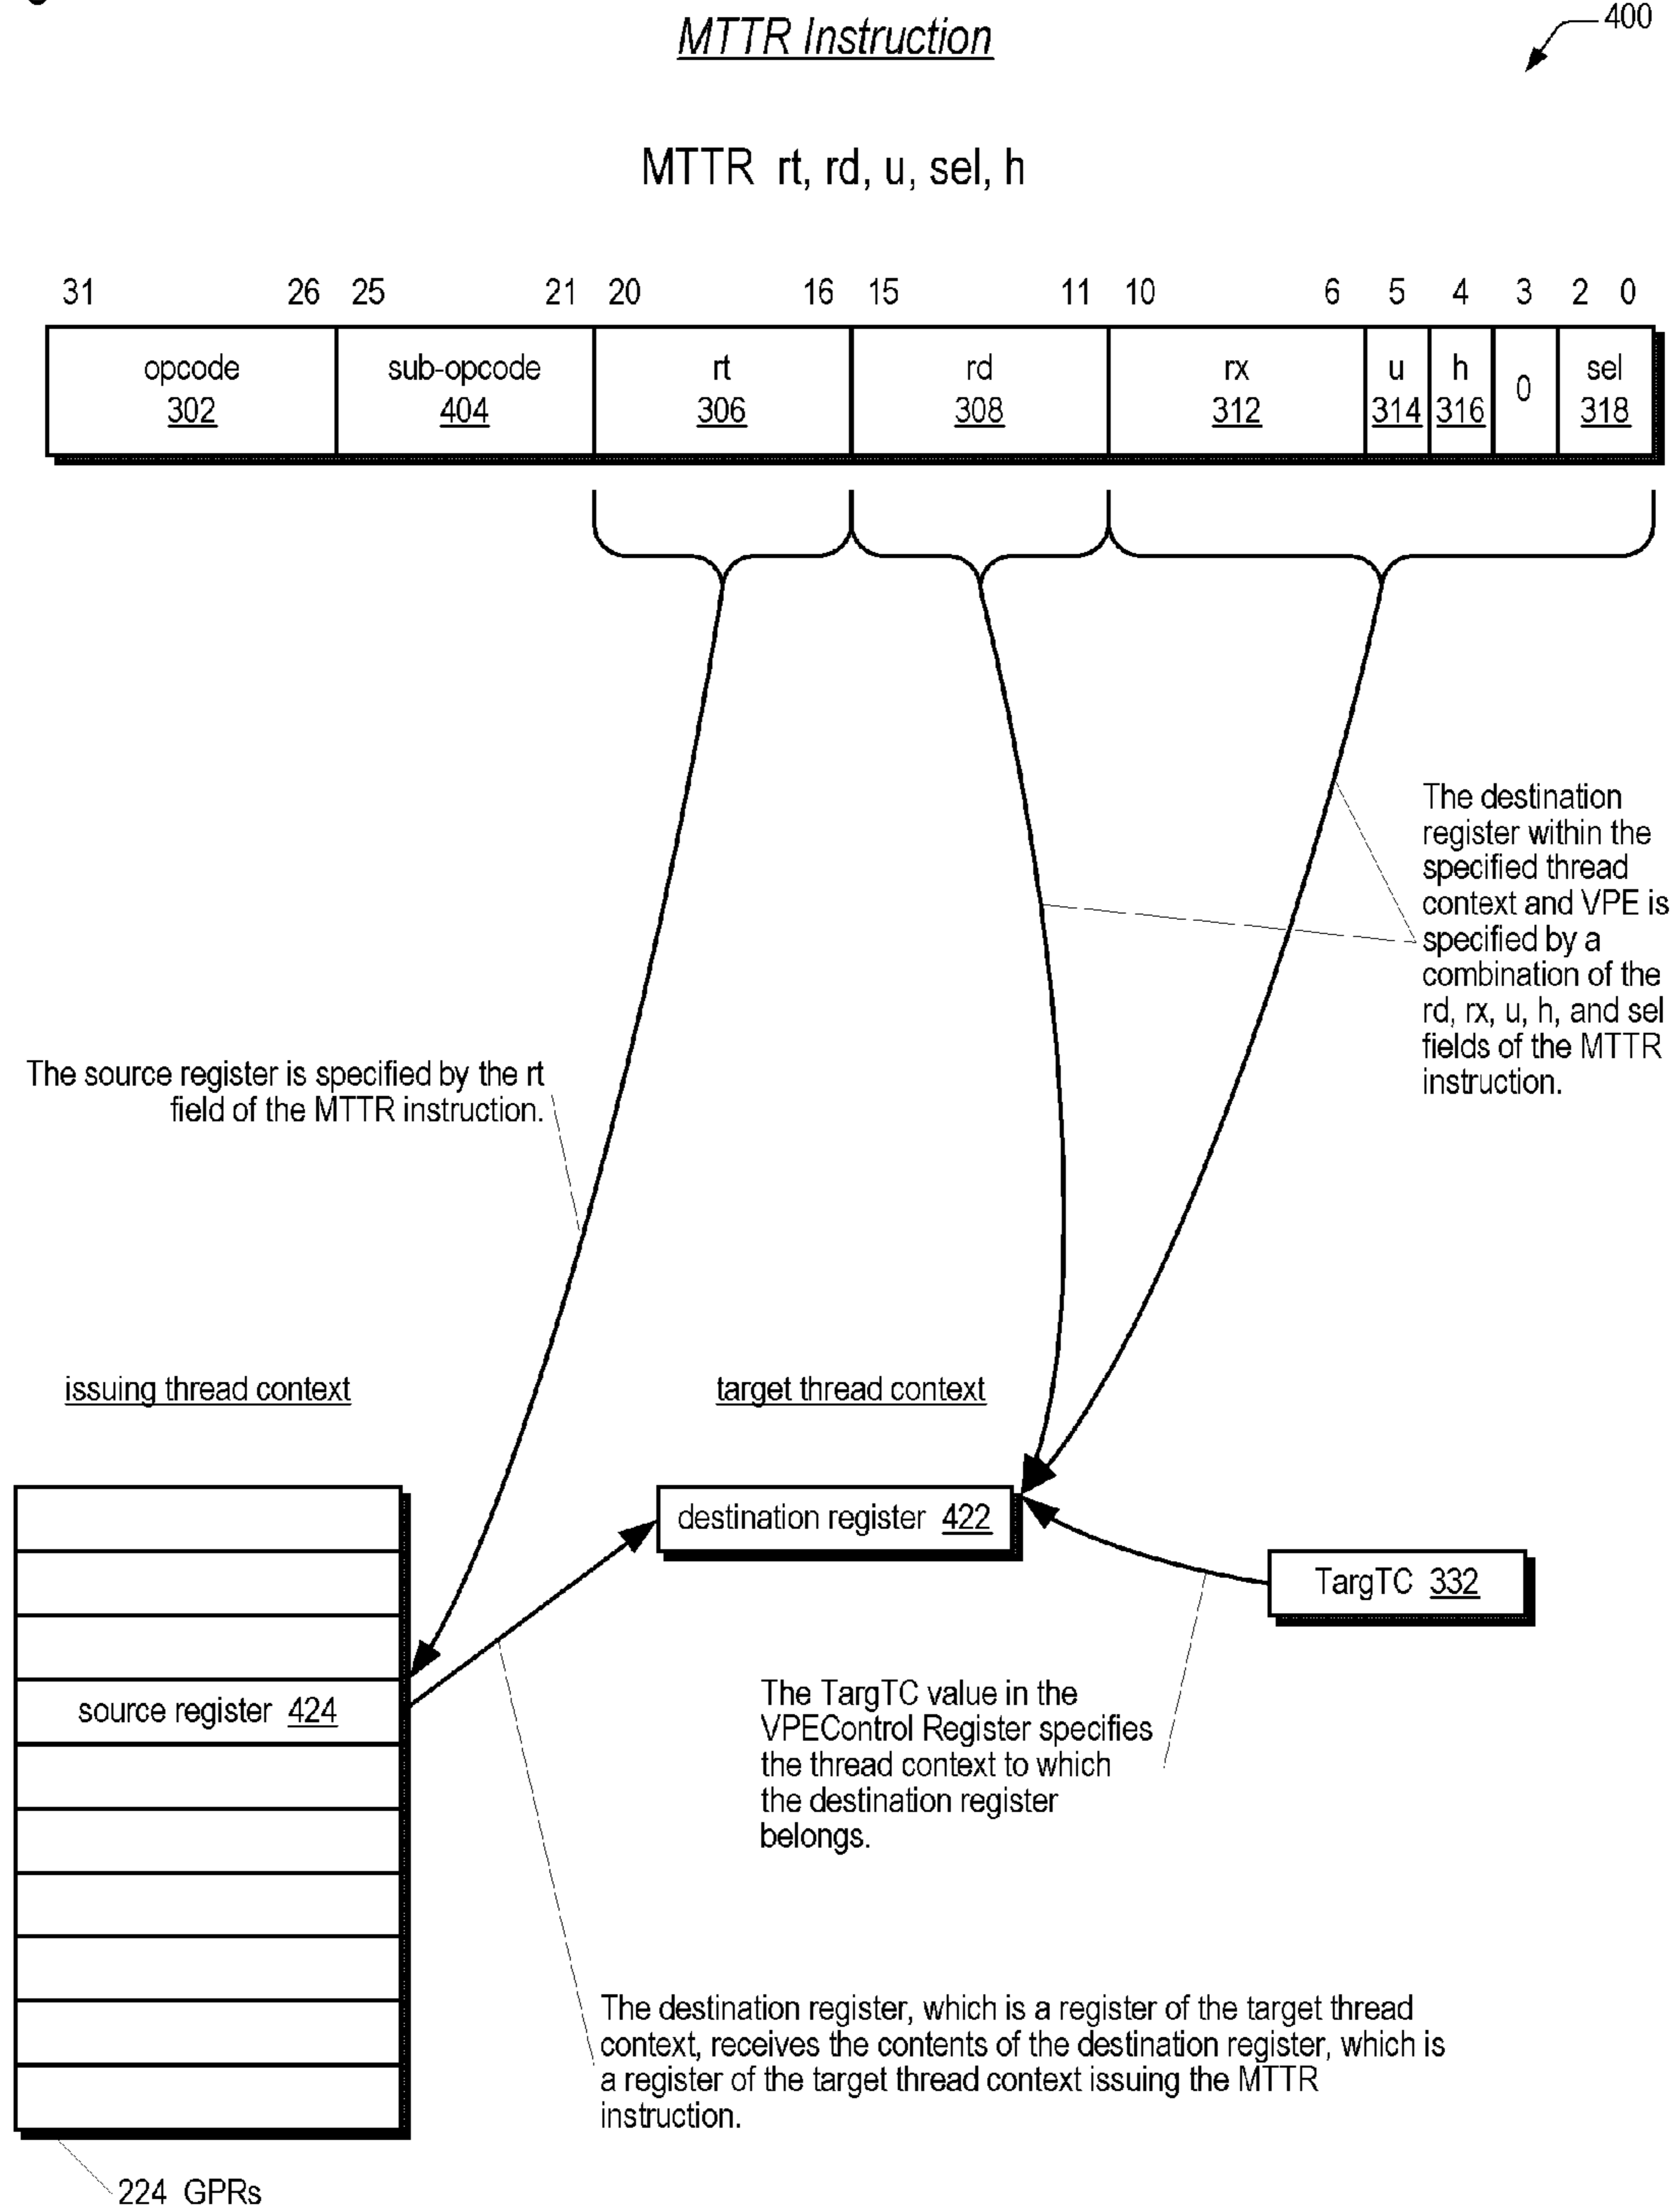 MTTR Instruction
400
MTTR rt, rd, u, sel, h
31 26 25 21 20 16 15 11 10 6 5 4 3 2 0
opcode sub-opcode rt rd rx u h 0 sel
302 404 306 308 312 314 316 318
The destination
register within the
specified thread
context and VPE is
specified by a
combination of the
rd, rx, u, h, and sel
fields of the MTTR
instruction.
The source register is specified by the rt
field of the MTTR instruction.
issuing thread context
target thread context
destination register 422
TargTC 332
source register 424
The TargTC value in the
VPEControl Register specifies
the thread context to which
the destination register
belongs.
The destination register, which is a register of the target thread
context, receives the contents of the destination register, which is
a register of the target thread context issuing the MTTR
instruction.
224 GPRs